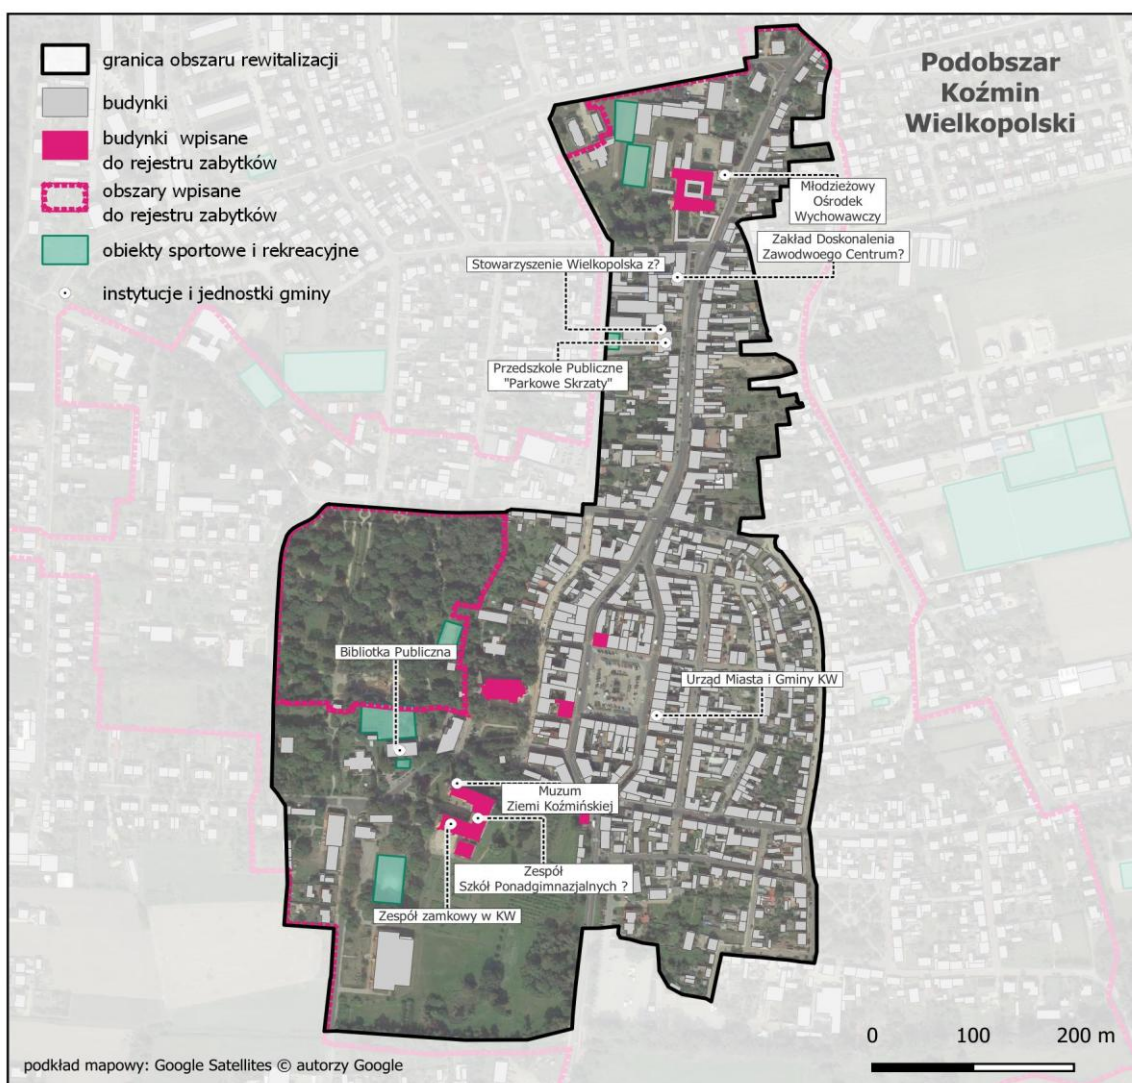 granica obszaru rewitalizacji
budynki
budynki wpisane
do rejestru zabytków
obszary wpisane
do rejestru zabytków
obiekty sportowe i rekreacyjne
instytucje i jednostki gminy
Podobszar
Koźmin
Wielkopolski
Młodzieżowy
Ośrodek
Wychowawczy
Zakład Doskonalenia
Zawodwoego Centrum?
Stowarzyszenie Wielkopolska z?
Przedszkole Publiczne
"Parkowe Skrzaty"
Bibliotka Publiczna
Urząd Miasta i Gminy KW
Muzum
Ziemi Koźmińskiej
Zespół
Szkół Ponadgimnazjalnych ?
Zespół zamkowy w KW
0 100 200 m
podkład mapowy: Google Satellites © autorzy Google